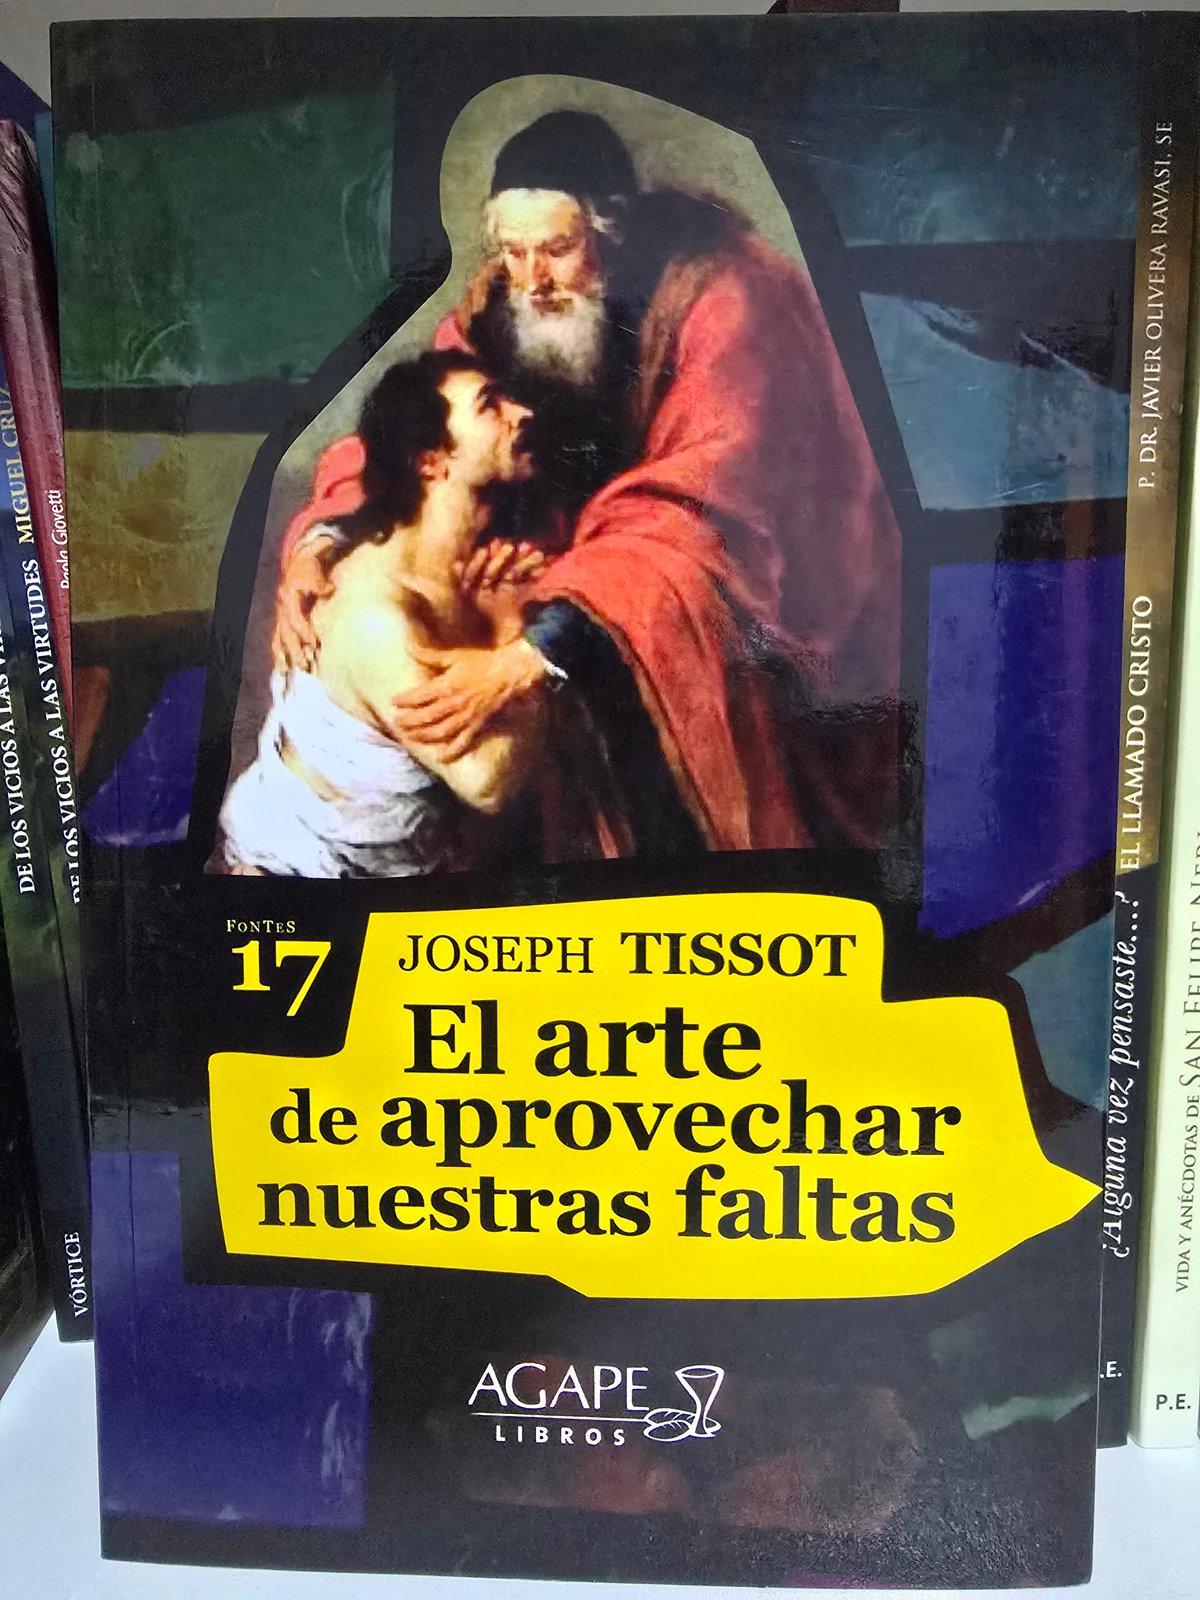 FONTES
17
JOSEPH TISSOT
El arte
de aprovechar
nuestras faltas
AGAPE
LIBROS
DE LOS VICIOS A LAS
DE LOS VICIOS A LAS VIRTUDES MIGUEL CRUZ
VÓRTICE
Paola Giovetti
P. DR. JAVIER OLIVERA RAVASI, SE
EL LLAMADO CRISTO
¿Alguna vez pensaste...?
.E.
VIDA Y ANÉCDOTAS DE SAN FELIPE NERI
P.E.